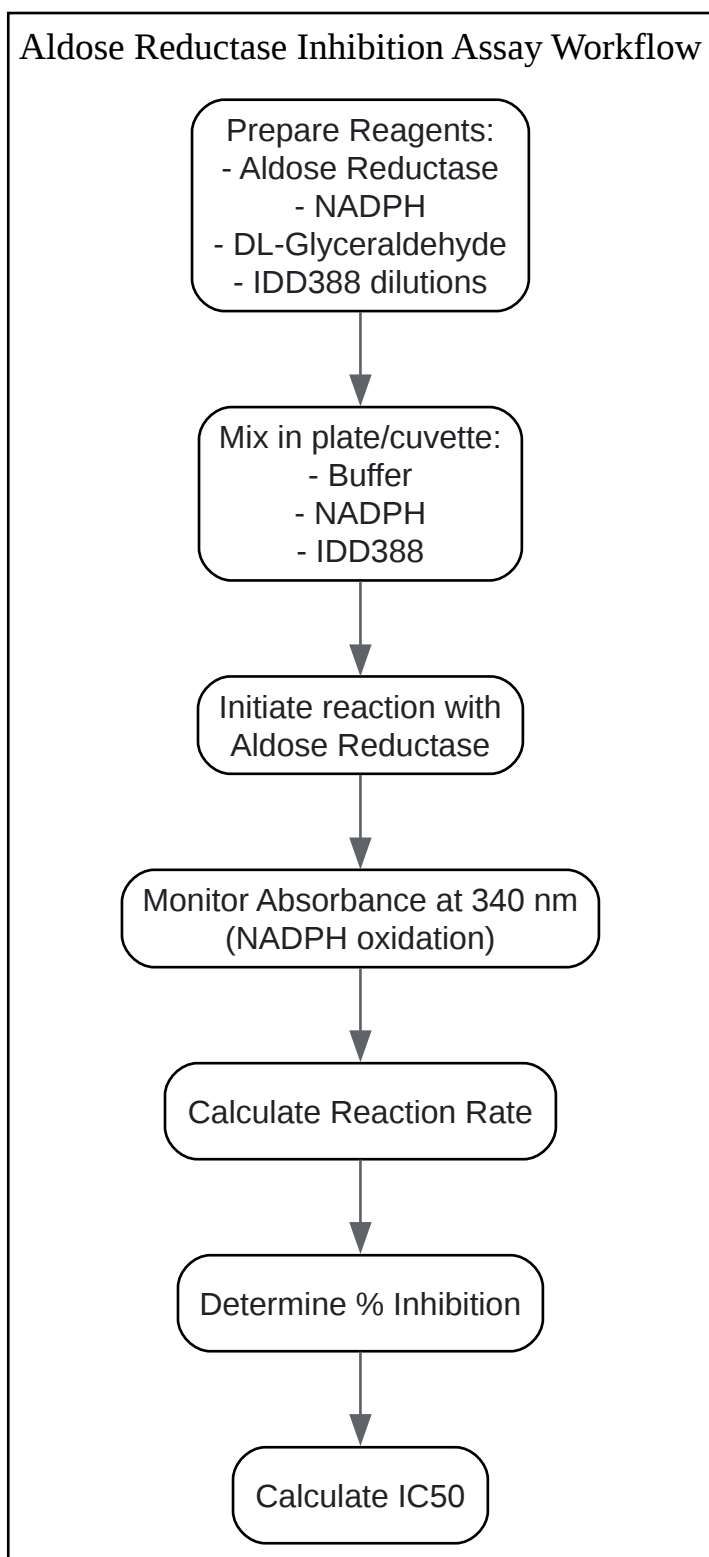 Aldose Reductase Inhibition Assay Workflow
Prepare Reagents:
- Aldose Reductase
- NADPH
- DL-Glyceraldehyde
- IDD388 dilutions
Mix in plate/cuvette:
- Buffer
- NADPH
- IDD388
Initiate reaction with
Aldose Reductase
Monitor Absorbance at 340 nm
(NADPH oxidation)
Calculate Reaction Rate
Determine % Inhibition
Calculate IC50